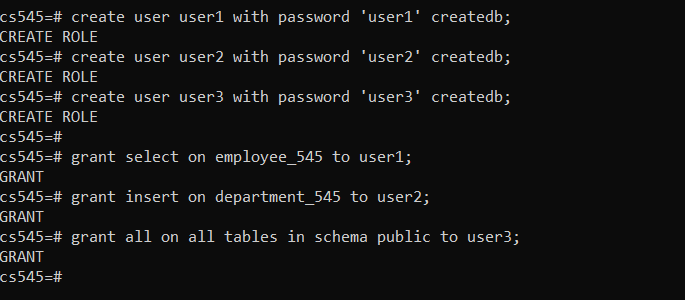 cs545=# create user user1 with password 'user1' createdb;
CREATE ROLE
cs545=# create user user2 with password 'user2' createdb;
CREATE ROLE
cs545=# create user user3 with password 'user3' createdb;
CREATE ROLE
cs545=#
cs545=# grant select on employee_545 to user1;
GRANT
cs545=# grant insert on department_545 to user2;
GRANT
cs545=# grant all on all tables in schema public to user3;
GRANT
cs545=#